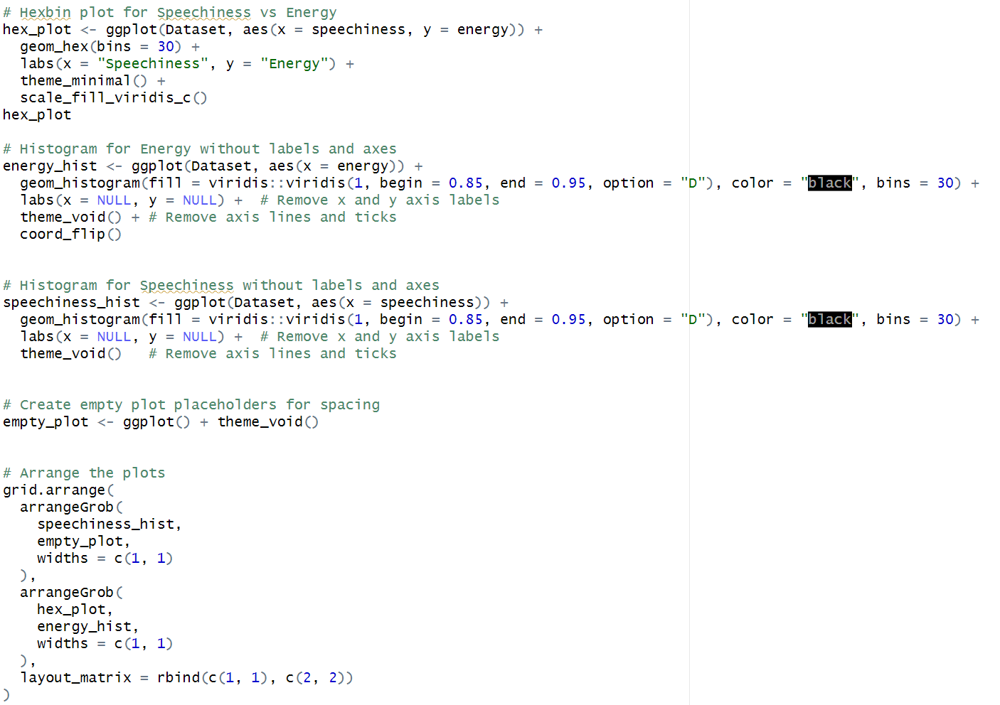 # Hexbin plot for Speechiness vs Energy
hex_plot <- ggplot(Dataset, aes(x = speechiness, y = energy)) +
  geom_hex(bins = 30) +
  labs(x = "Speechiness", y = "Energy") +
  theme_minimal() +
  scale_fill_viridis_c()
hex_plot

# Histogram for Energy without labels and axes
energy_hist <- ggplot(Dataset, aes(x = energy)) +
  geom_histogram(fill = viridis::viridis(1, begin = 0.85, end = 0.95, option = "D"), color = "black", bins = 30) +
  labs(x = NULL, y = NULL) +  # Remove x and y axis labels
  theme_void() + # Remove axis lines and ticks
  coord_flip()


# Histogram for Speechiness without labels and axes
speechiness_hist <- ggplot(Dataset, aes(x = speechiness)) +
  geom_histogram(fill = viridis::viridis(1, begin = 0.85, end = 0.95, option = "D"), color = "black", bins = 30) +
  labs(x = NULL, y = NULL) +  # Remove x and y axis labels
  theme_void()   # Remove axis lines and ticks


# Create empty plot placeholders for spacing
empty_plot <- ggplot() + theme_void()


# Arrange the plots
grid.arrange(
  arrangeGrob(
    speechiness_hist,
    empty_plot,
    widths = c(1, 1)
  ),
  arrangeGrob(
    hex_plot,
    energy_hist,
    widths = c(1, 1)
  ),
  layout_matrix = rbind(c(1, 1), c(2, 2))
)